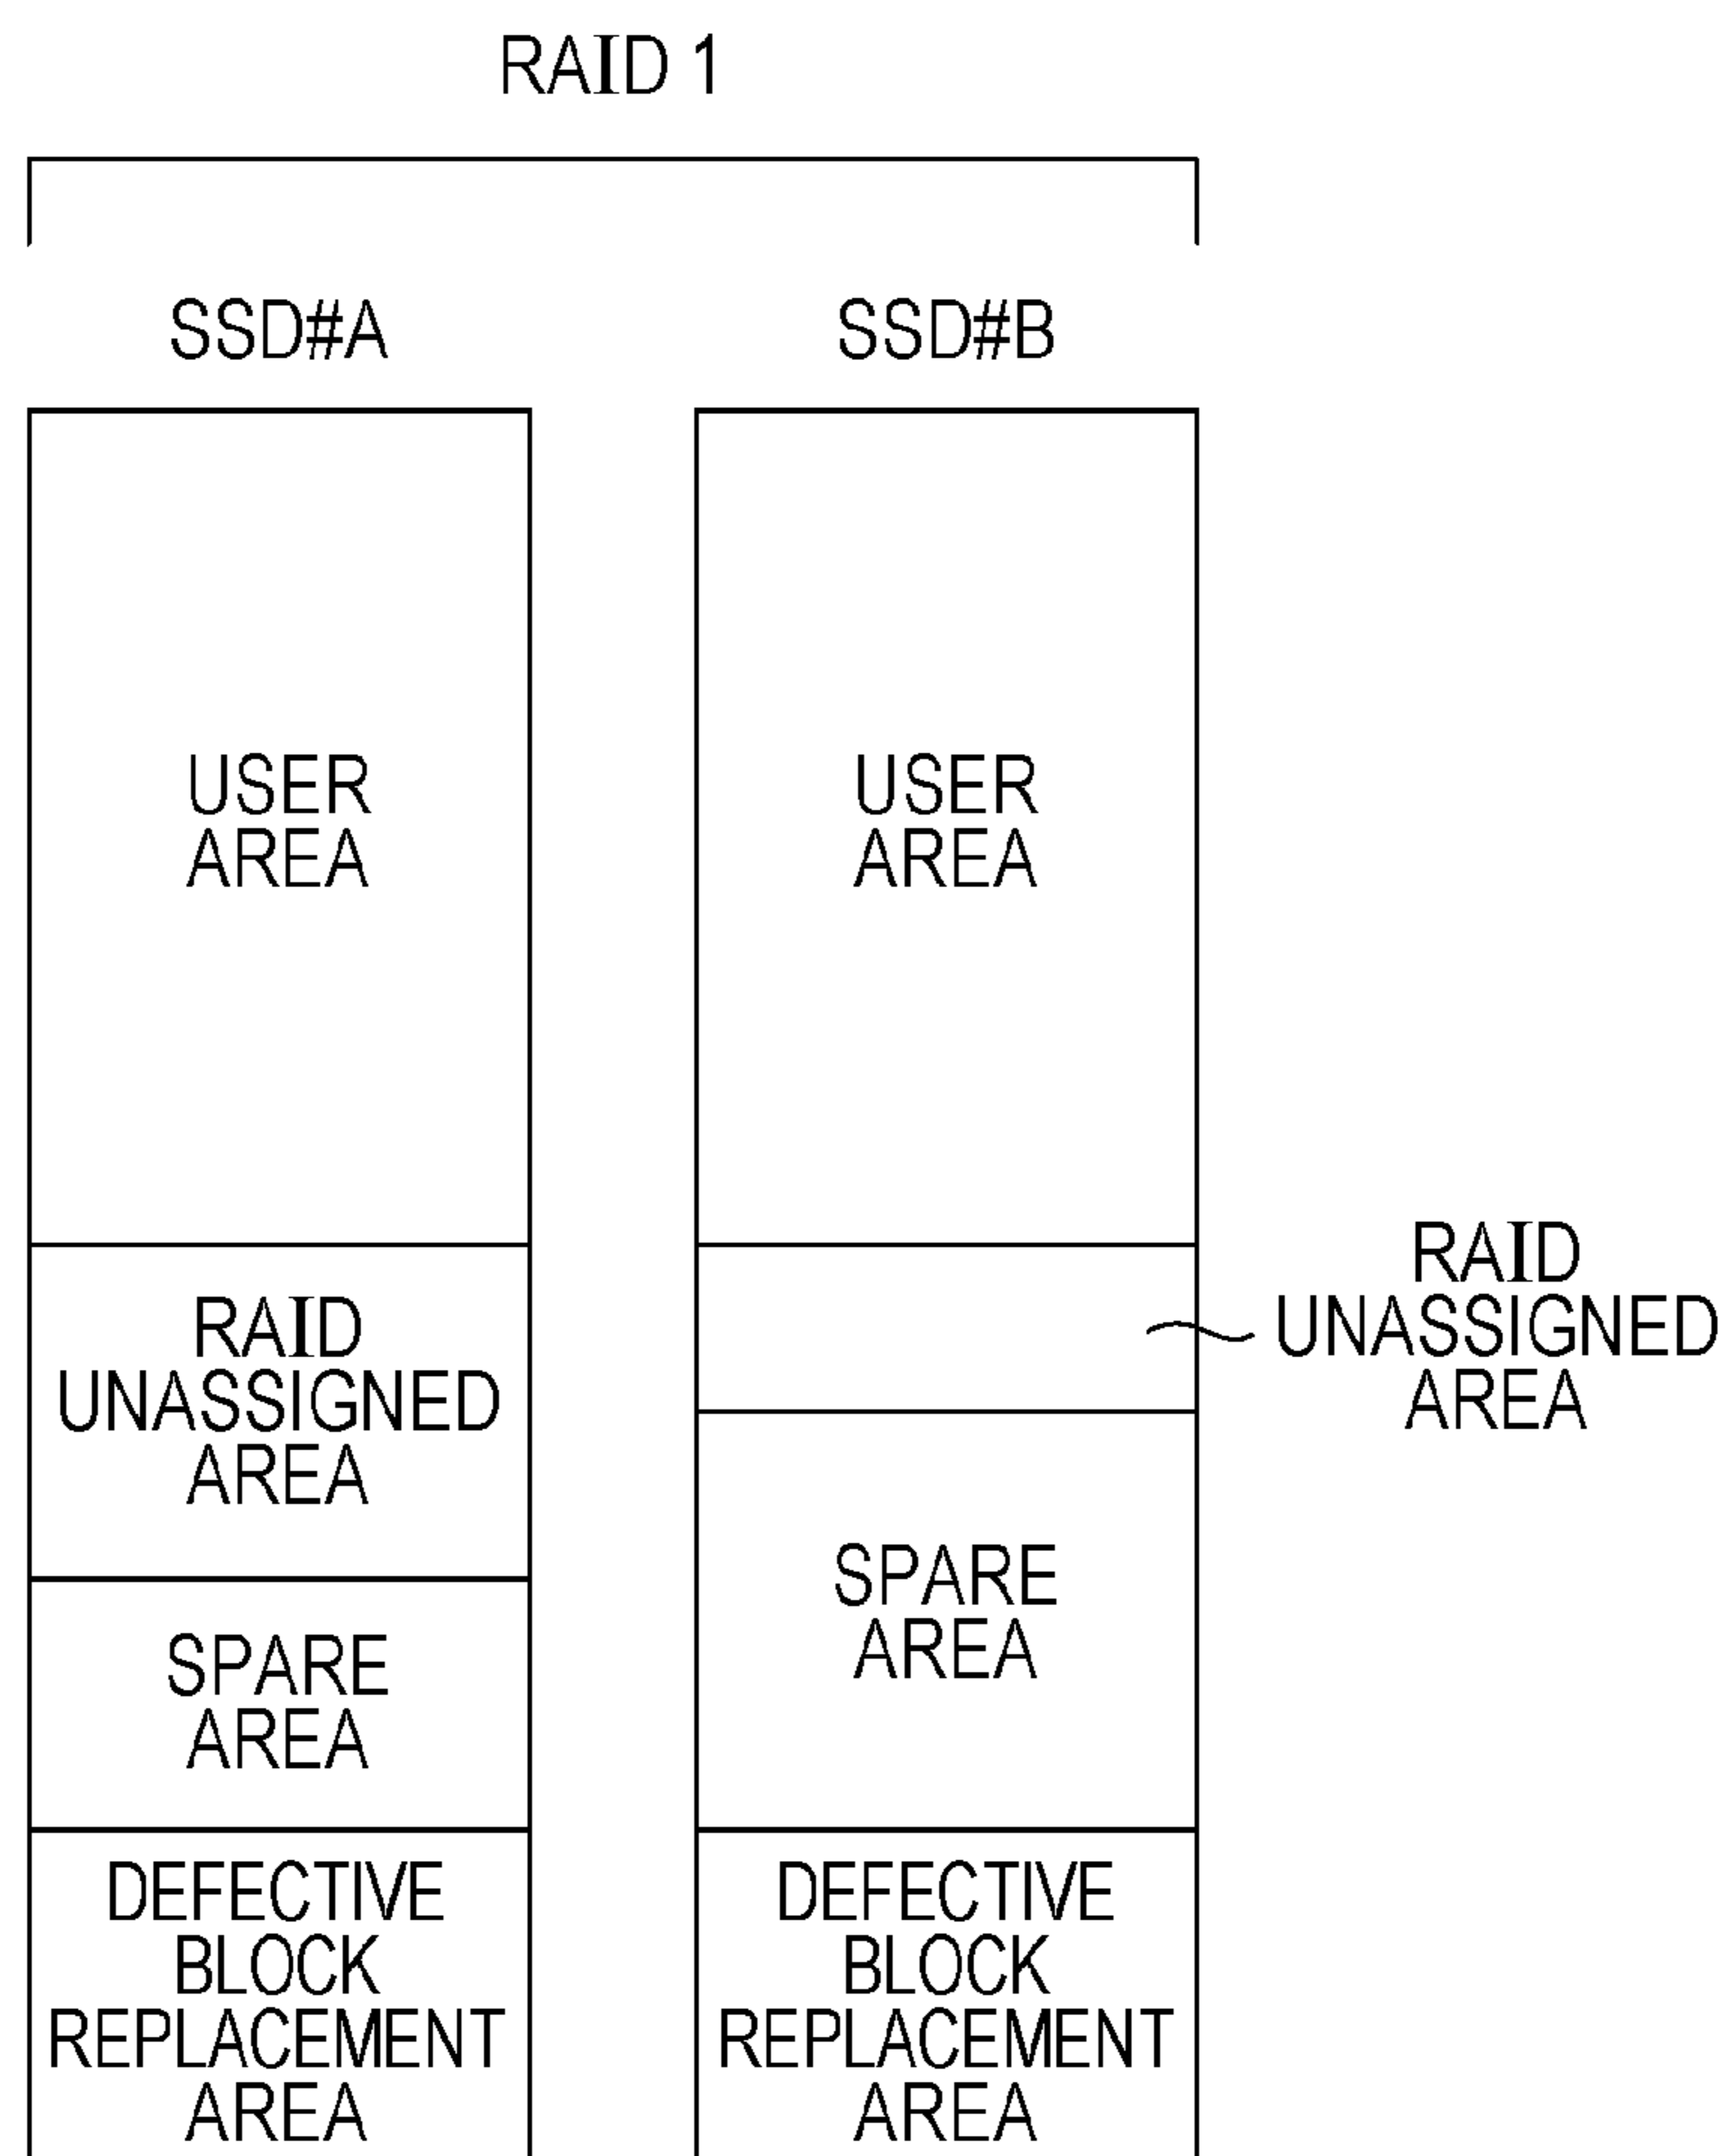 RAID 1
SSD#A
SSD#B
USER
AREA
USER
AREA
RAID
UNASSIGNED
AREA
RAID
UNASSIGNED
AREA
SPARE
AREA
SPARE
AREA
DEFECTIVE
BLOCK
REPLACEMENT
AREA
DEFECTIVE
BLOCK
REPLACEMENT
AREA